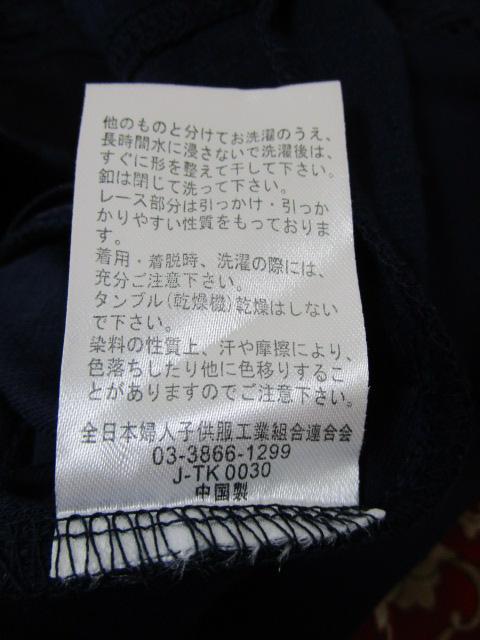 他のものと分けてお洗濯のうえ、
長時間水に浸さないで洗濯後は、
すぐに形を整えて干して下さい。
釦は閉じて洗って下さい。
レース部分は引っかけ・引っか
かりやすい性質をもっておりま
す。
着用・着脱時、洗濯の際には、
充分ご注意下さい。
タンブル(乾燥機)乾燥はしない
で下さい。
染料の性質上、汗や摩擦により、
色落ちしたり他に色移りするこ
とがありますのでご注意下さい。
全日本婦人子供服工業組合連合会
03-3866-1299
J-TK 0030
中国製